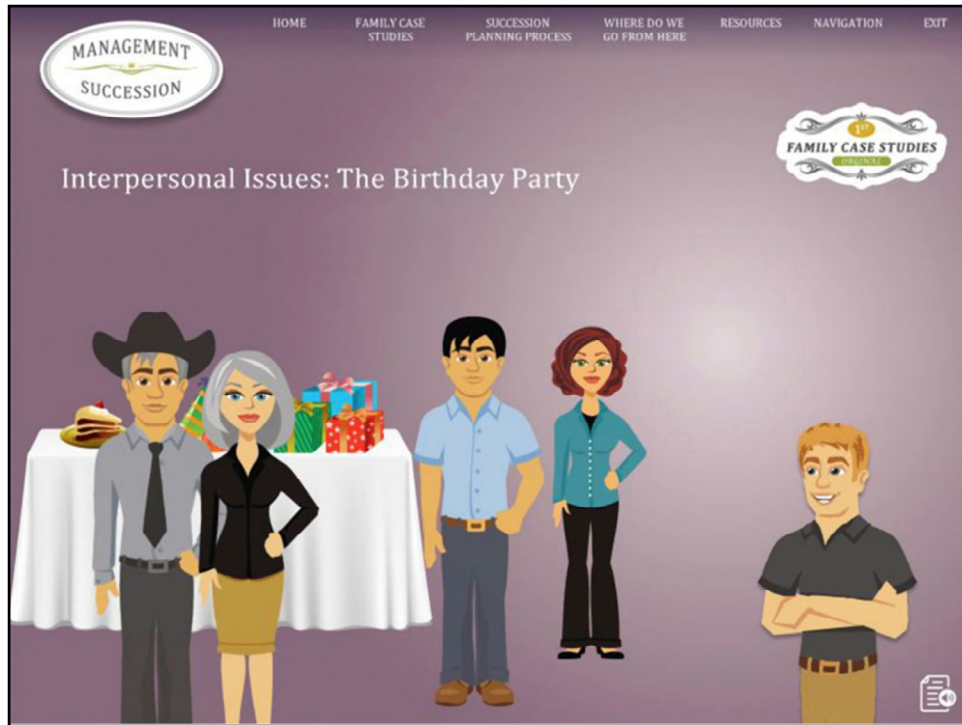 MANAGEMENT
SUCCESSION
HOME
FAMILY CASE
STUDIES
SUCCESSION
PLANNING PROCESS
WHERE DO WE
GO FROM HERE
RESOURCES
NAVIGATION
EXIT
1ST
FAMILY CASE STUDIES
ORIGINAL
Interpersonal Issues: The Birthday Party